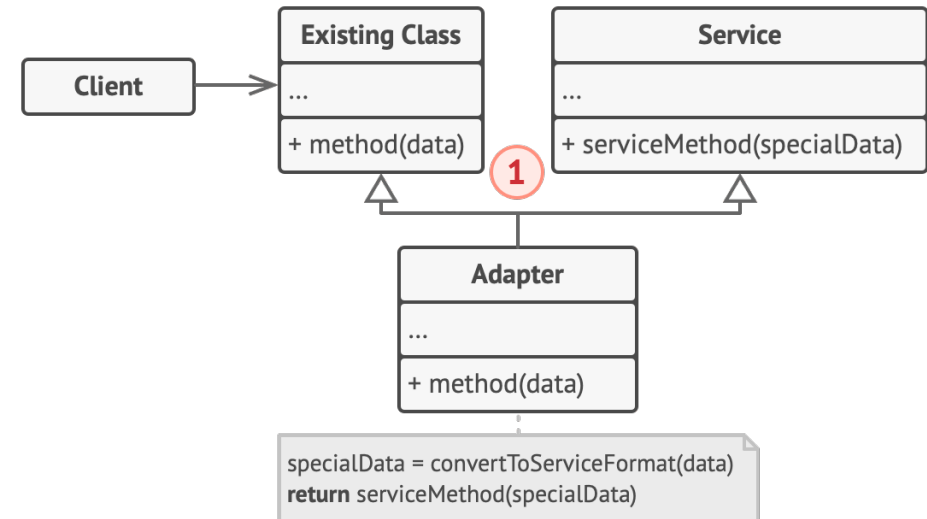 Client
Existing Class
...
+ method(data)
Service
...
+ serviceMethod(specialData)
1
Adapter
...
+ method(data)
specialData = convertToServiceFormat(data)
return serviceMethod(specialData)